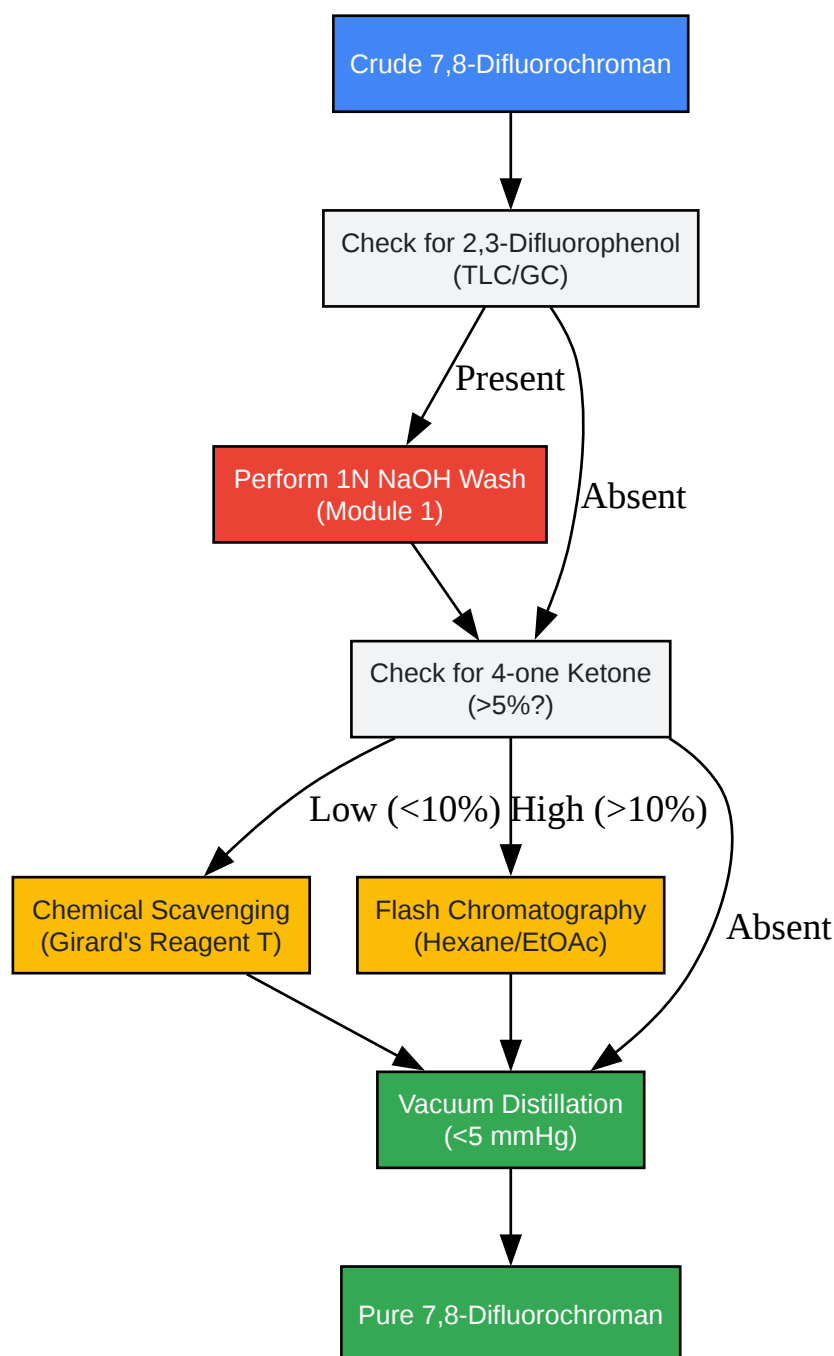 Crude 7,8-Difluorochroman
Check for 2,3-Difluorophenol
(TLC/GC)
Present
Perform 1N NaOH Wash
(Module 1)
Absent
Check for 4-one Ketone
(>5%?)
Low (<10%)
High (>10%)
Chemical Scavenging
(Girard's Reagent T)
Flash Chromatography
(Hexane/EtOAc)
Absent
Vacuum Distillation
(<5 mmHg)
Pure 7,8-Difluorochroman